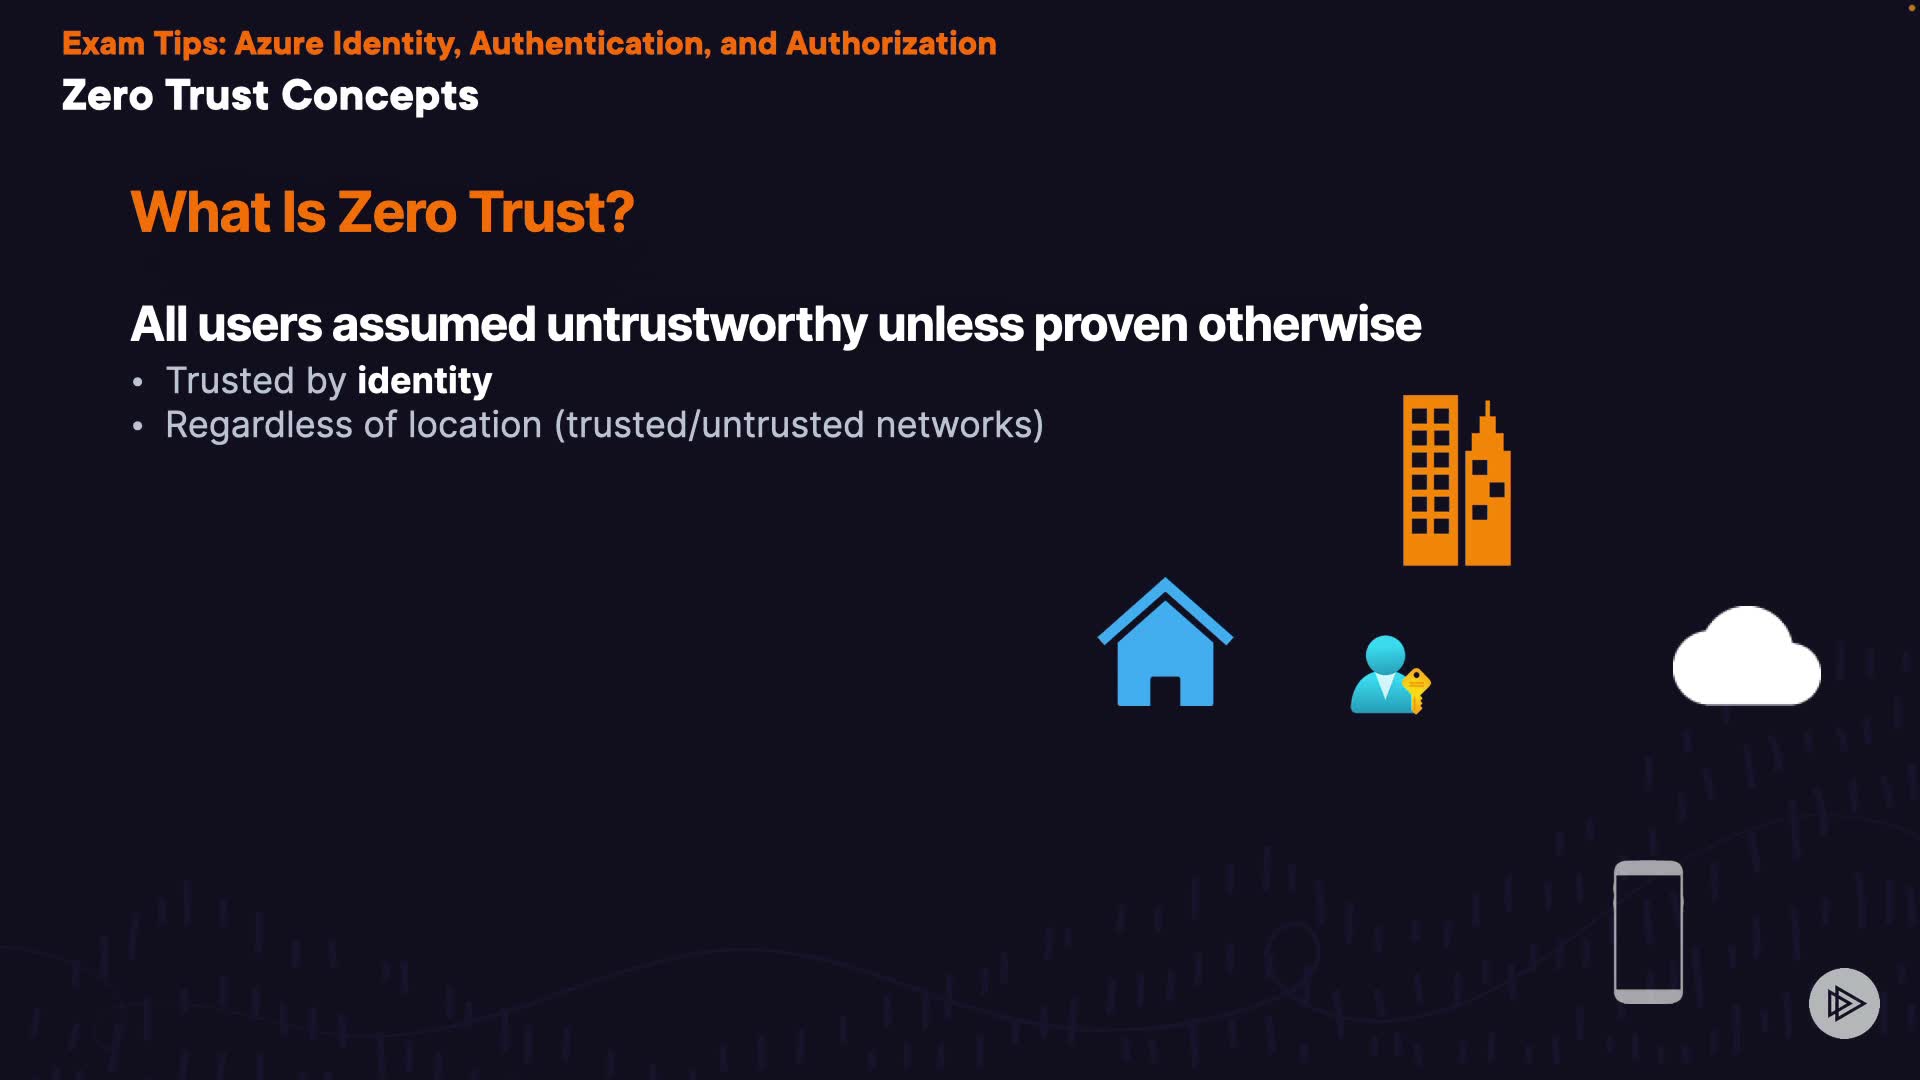 Exam Tips: Azure Identity, Authentication, and Authorization
Zero Trust Concepts
What Is Zero Trust?
All users assumed untrustworthy unless proven otherwise
• Trusted by identity
• Regardless of location (trusted/untrusted networks)